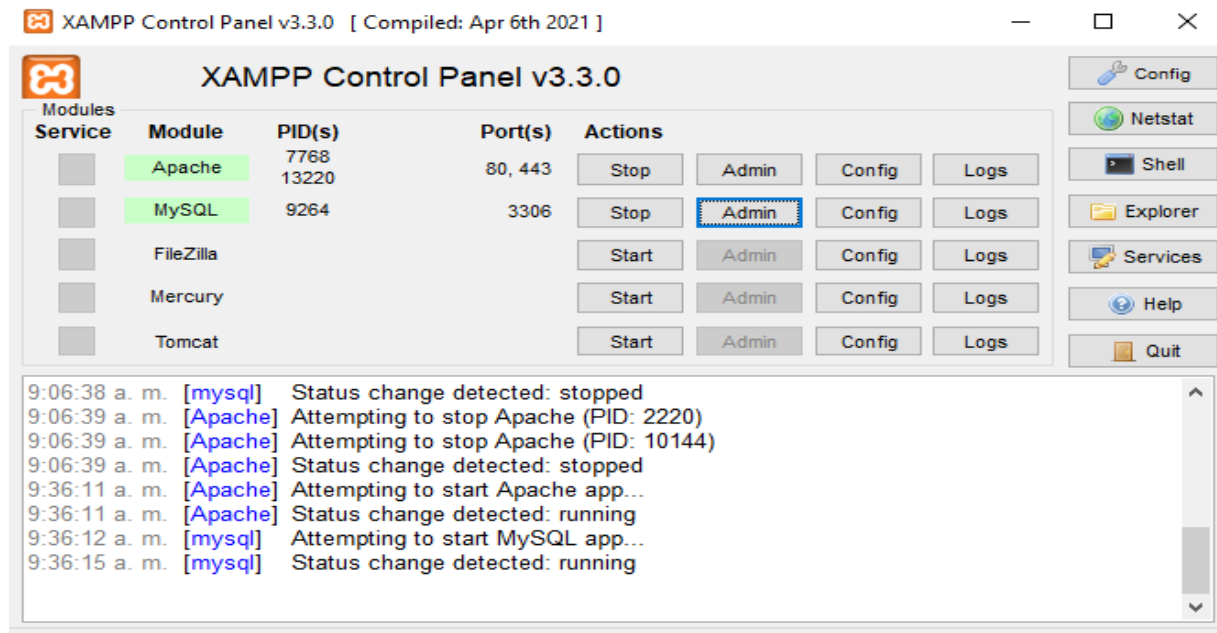 XAMPP Control Panel v3.3.0 [ Compiled: Apr 6th 2021 ]
XAMPP Control Panel v3.3.0
Config
Modules
Service Module PID(s) Port(s) Actions
Netstat
Apache 7768 13220 80, 443 Stop Admin Config Logs
Shell
MySQL 9264 3306 Stop Admin Config Logs
Explorer
FileZilla Start Admin Config Logs
Services
Mercury Start Admin Config Logs
Help
Tomcat Start Admin Config Logs
Quit
9:06:38 a. m. [mysql] Status change detected: stopped
9:06:39 a. m. [Apache] Attempting to stop Apache (PID: 2220)
9:06:39 a. m. [Apache] Attempting to stop Apache (PID: 10144)
9:06:39 a. m. [Apache] Status change detected: stopped
9:36:11 a. m. [Apache] Attempting to start Apache app...
9:36:11 a. m. [Apache] Status change detected: running
9:36:12 a. m. [mysql] Attempting to start MySQL app...
9:36:15 a. m. [mysql] Status change detected: running